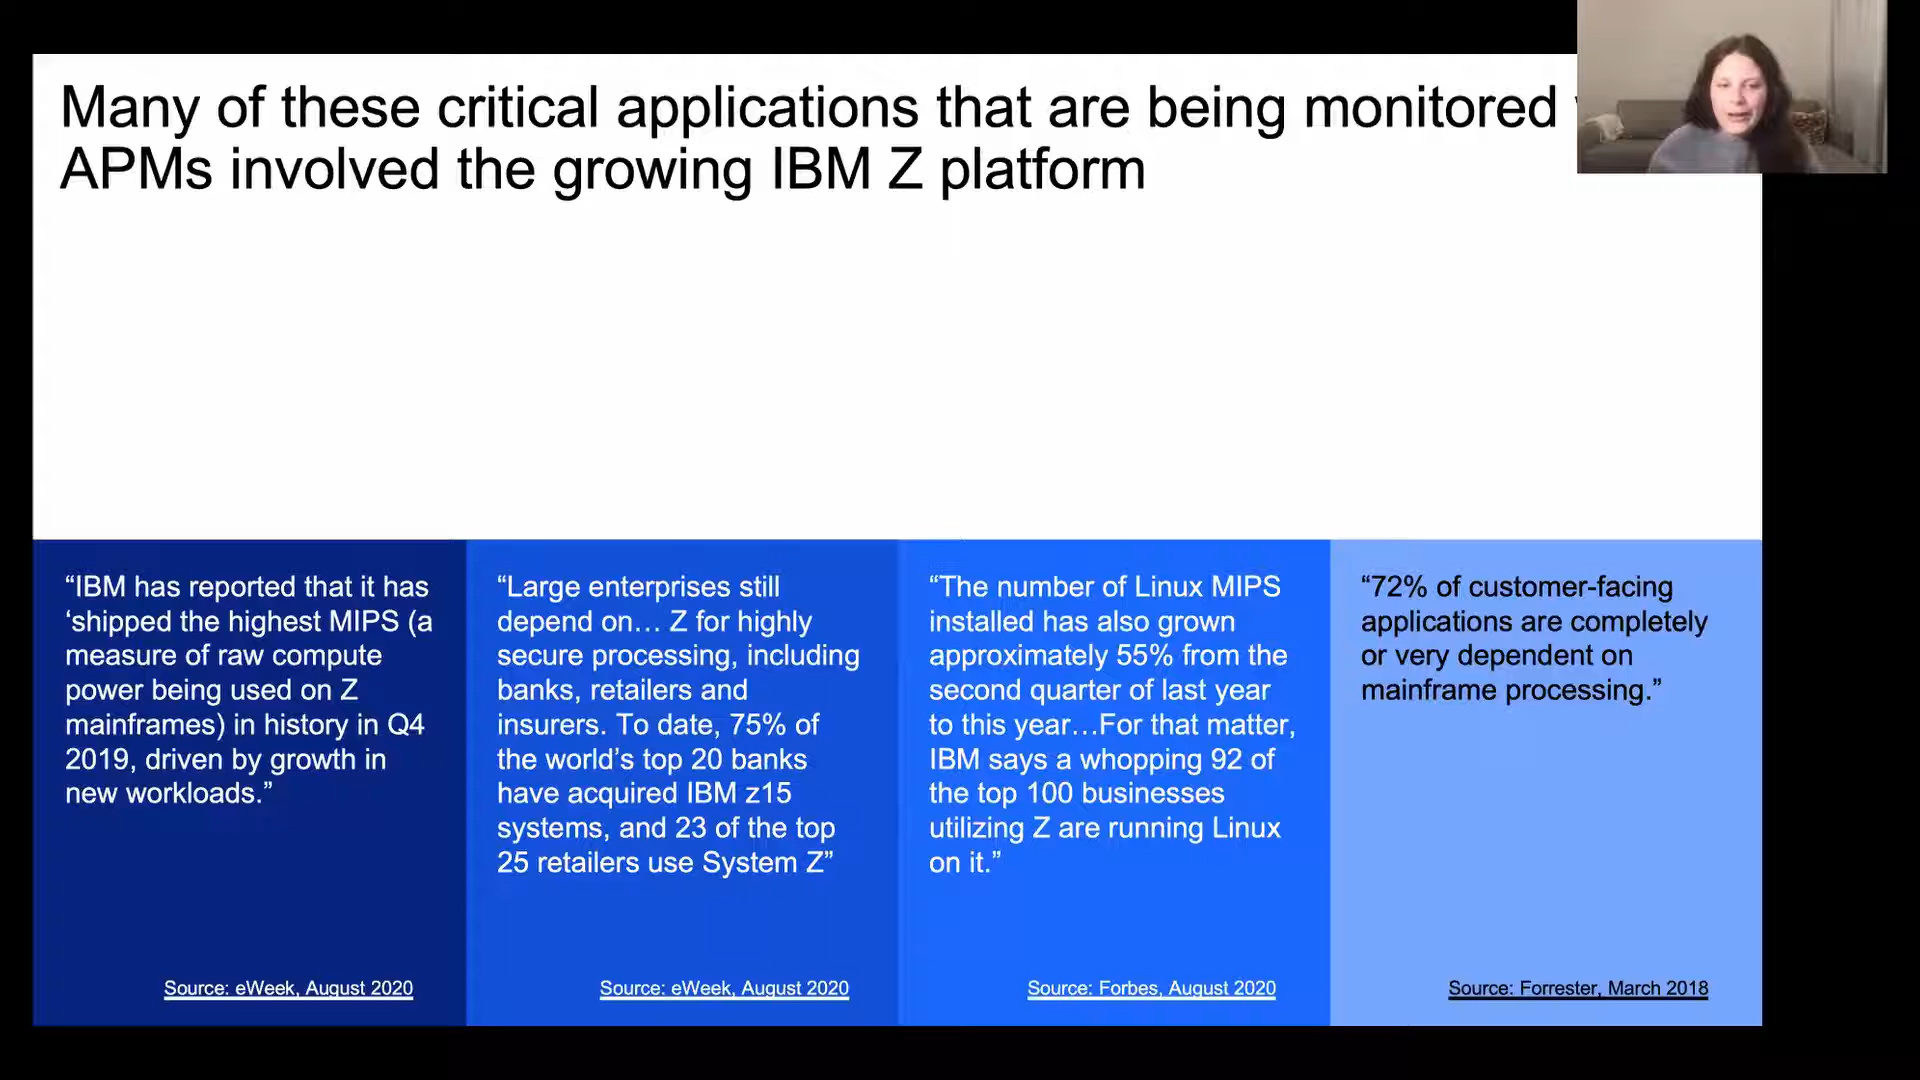 Many of these critical applications that are being monitored
APMs involved the growing IBM Z platform
“IBM has reported that it has
‘shipped the highest MIPS (a
measure of raw compute
power being used on Z
mainframes) in history in Q4
2019, driven by growth in
new workloads.”
Source: eWeek, August 2020
“Large enterprises still
depend on… Z for highly
secure processing, including
banks, retailers and
insurers. To date, 75% of
the world’s top 20 banks
have acquired IBM z15
systems, and 23 of the top
25 retailers use System Z”
Source: eWeek, August 2020
“The number of Linux MIPS
installed has also grown
approximately 55% from the
second quarter of last year
to this year…For that matter,
IBM says a whopping 92 of
the top 100 businesses
utilizing Z are running Linux
on it.”
Source: Forbes, August 2020
“72% of customer-facing
applications are completely
or very dependent on
mainframe processing.”
Source: Forrester, March 2018